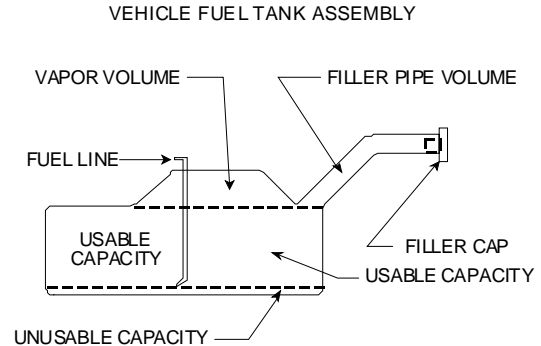 VEHICLE FUEL TANK ASSEMBLY
VAPOR VOLUME
FILLER PIPE VOLUME
FUEL LINE
USABLE
CAPACITY
FILLER CAP
USABLE CAPACITY
UNUSABLE CAPACITY